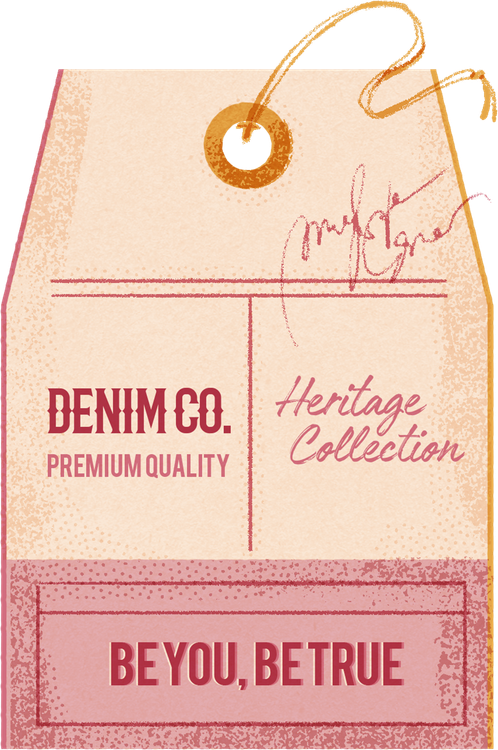 DENIM CO.
PREMIUM QUALITY
Heritage
Collection
BE YOU, BE TRUE